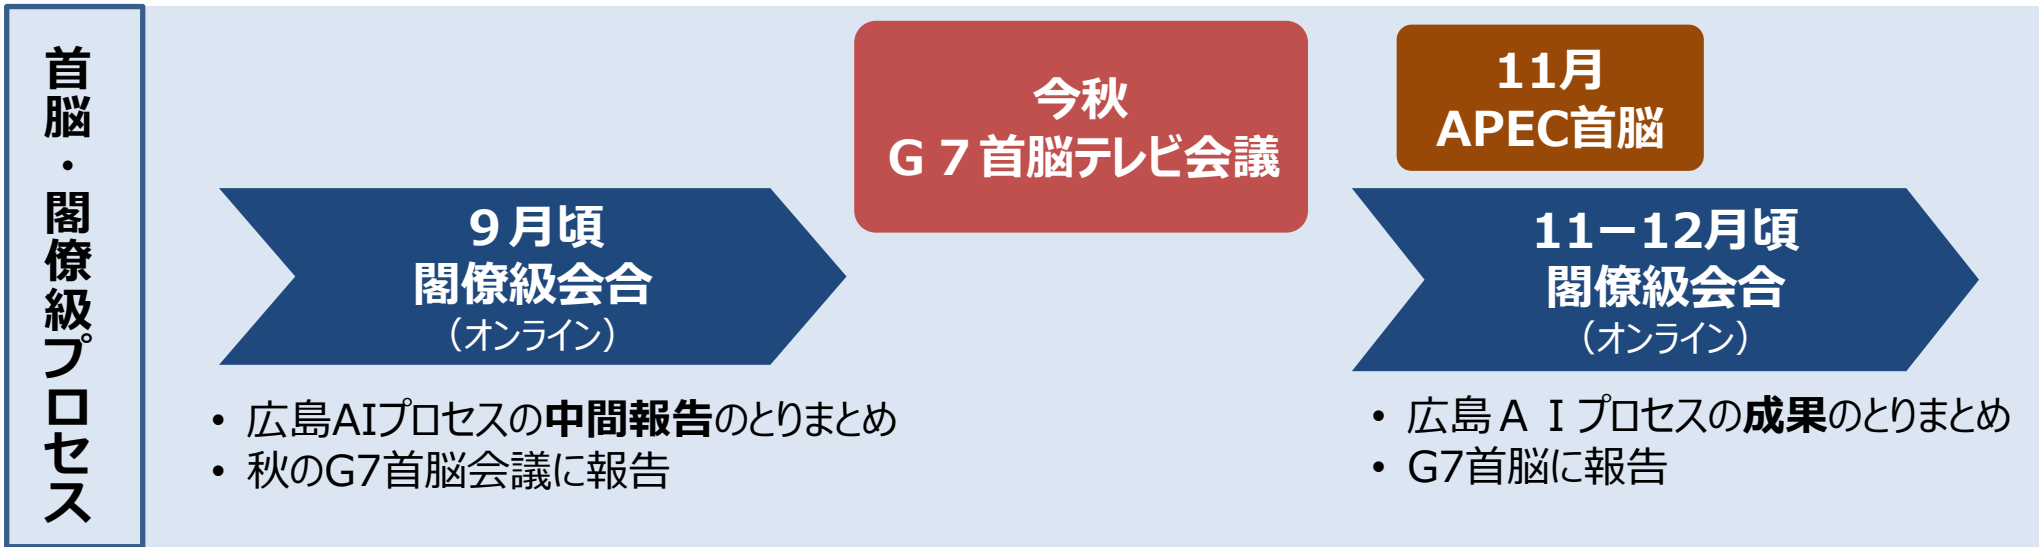 首脳・閣僚級プロセス
９月頃
閣僚級会合
（オンライン）
• 広島AIプロセスの中間報告のとりまとめ
• 秋のG7首脳会議に報告
今秋
G７首脳テレビ会議
11月
APEC首脳
11ー12月頃
閣僚級会合
（オンライン）
• 広島ＡＩプロセスの成果のとりまとめ
• G7首脳に報告